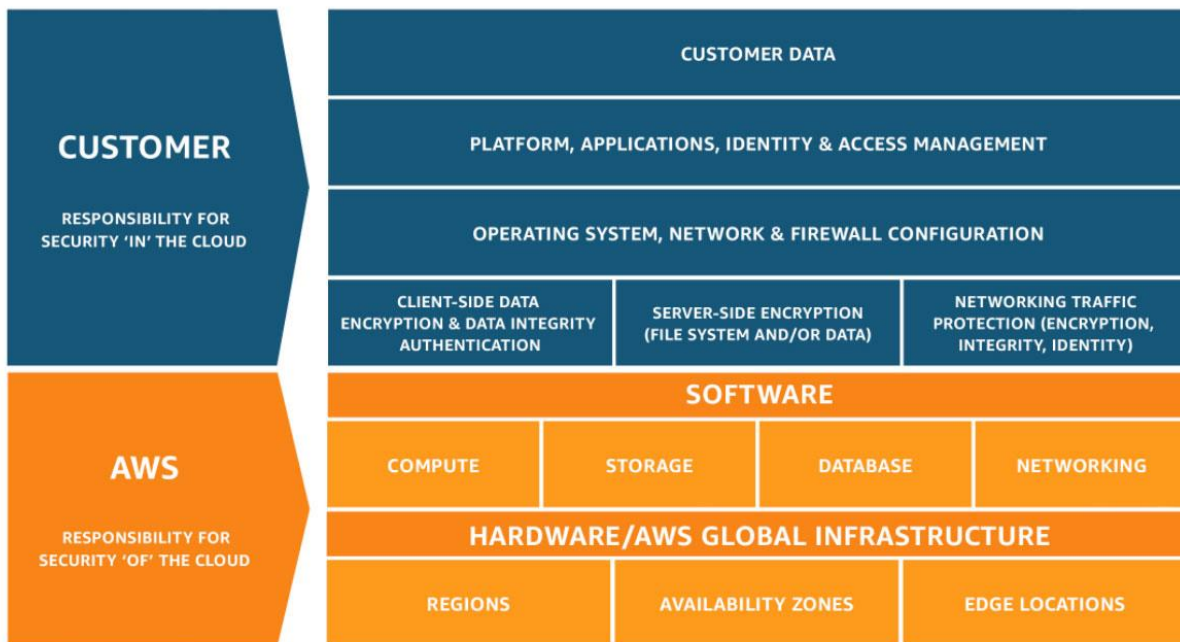 CUSTOMER
RESPONSIBILITY FOR
SECURITY ‘IN’ THE CLOUD
CUSTOMER DATA
PLATFORM, APPLICATIONS, IDENTITY & ACCESS MANAGEMENT
OPERATING SYSTEM, NETWORK & FIREWALL CONFIGURATION
CLIENT-SIDE DATA
ENCRYPTION & DATA INTEGRITY
AUTHENTICATION
SERVER-SIDE ENCRYPTION
(FILE SYSTEM AND/OR DATA)
NETWORKING TRAFFIC
PROTECTION (ENCRYPTION,
INTEGRITY, IDENTITY)
AWS
RESPONSIBILITY FOR
SECURITY ‘OF’ THE CLOUD
SOFTWARE
COMPUTE
STORAGE
DATABASE
NETWORKING
HARDWARE/AWS GLOBAL INFRASTRUCTURE
REGIONS
AVAILABILITY ZONES
EDGE LOCATIONS